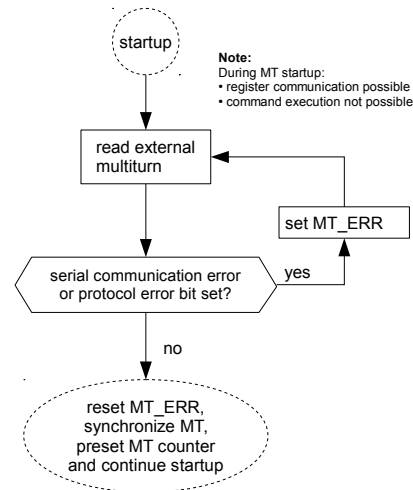 startup
Note:
During MT startup:
• register communication possible
• command execution not possible
read external
multiturn
set MT_ERR
serial communication error
or protocol error bit set?
yes
no
reset MT_ERR,
synchronize MT,
preset MT counter
and continue startup